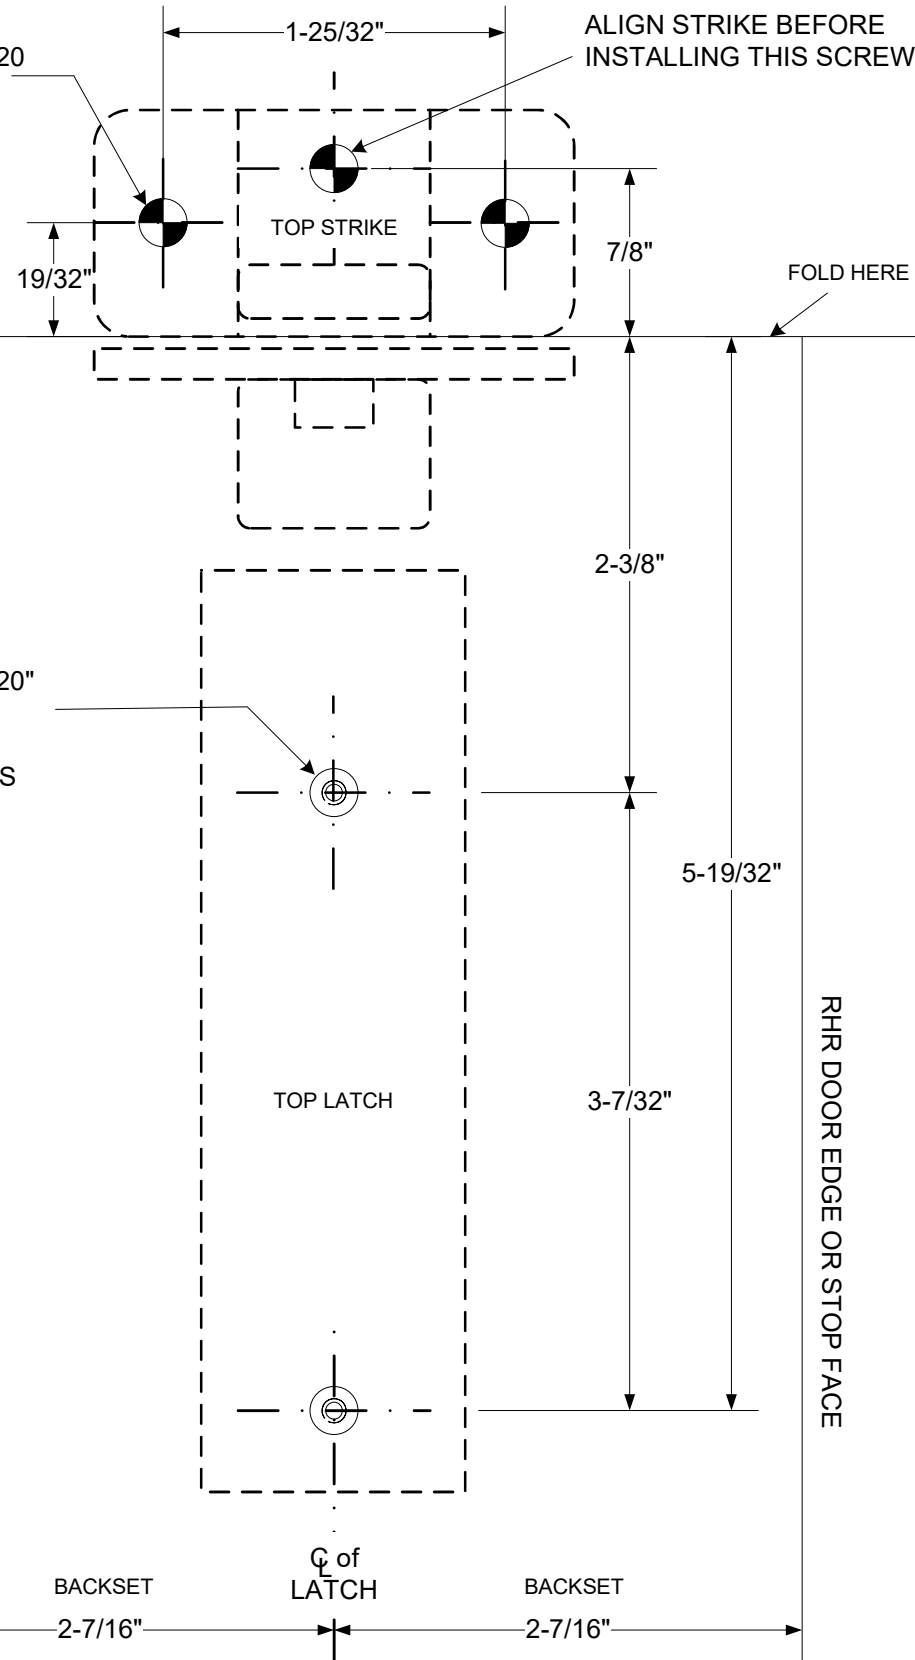 1-25/32"
ALIGN STRIKE BEFORE
INSTALLING THIS SCREW
20
TOP STRIKE
7/8"
19/32"
FOLD HERE
2-3/8"
20"
S
5-19/32"
TOP LATCH
3-7/32"
RHR DOOR EDGE OR STOP FACE
℄ of
LATCH
BACKSET
BACKSET
2-7/16"
2-7/16"